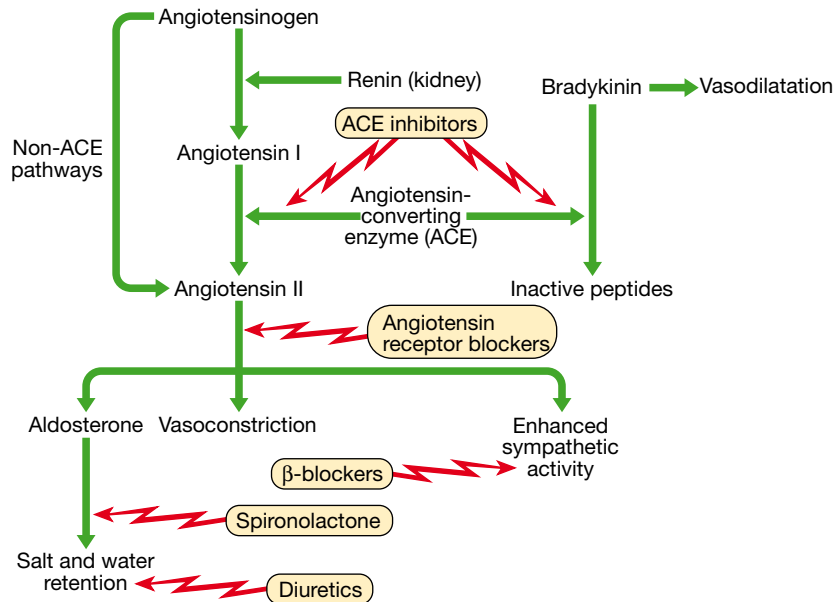 Angiotensinogen
Renin (kidney)
Bradykinin
Vasodilatation
ACE inhibitors
Non-ACE
pathways
Angiotensin I
Angiotensin-
converting
enzyme (ACE)
Angiotensin II
Inactive peptides
Angiotensin
receptor blockers
Aldosterone
Vasoconstriction
Enhanced
sympathetic
activity
β-blockers
Spironolactone
Salt and water
retention
Diuretics